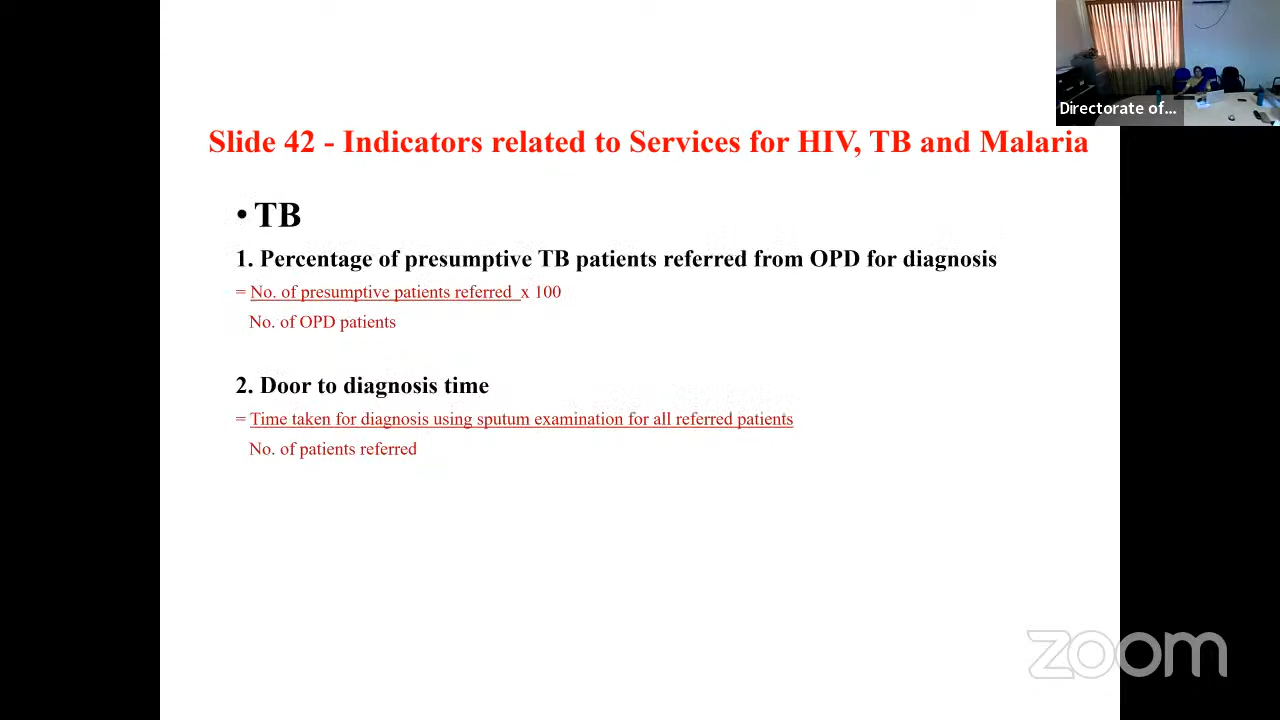 Directorate of...
Slide 42 - Indicators related to Services for HIV, TB and Malaria
• TB
1. Percentage of presumptive TB patients referred from OPD for diagnosis
= No. of presumptive patients referred x 100
No. of OPD patients
2. Door to diagnosis time
= Time taken for diagnosis using sputum examination for all referred patients
No. of patients referred
zoom